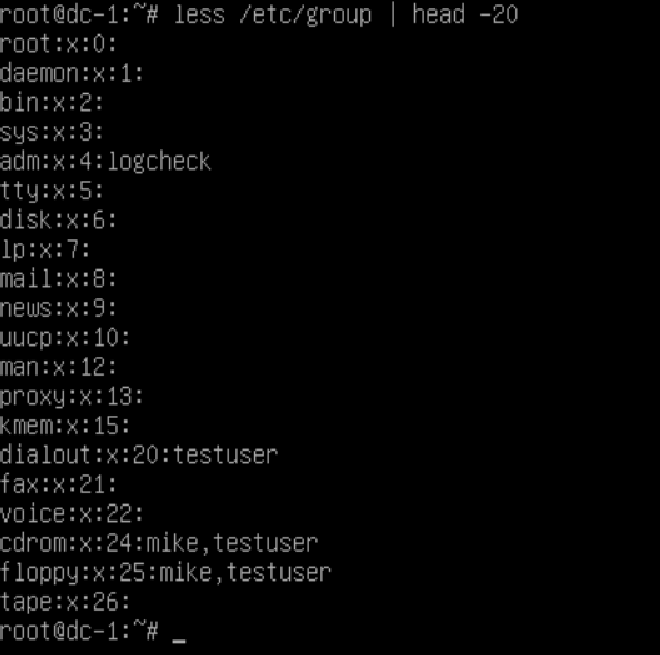 root@dc-1:~# less /etc/group | head -20
root:x:0:
daemon:x:1:
bin:x:2:
sys:x:3:
adm:x:4:logcheck
tty:x:5:
disk:x:6:
lp:x:7:
mail:x:8:
news:x:9:
uucp:x:10:
man:x:12:
proxy:x:13:
kmem:x:15:
dialout:x:20:testuser
fax:x:21:
voice:x:22:
cdrom:x:24:mike,testuser
floppy:x:25:mike,testuser
tape:x:26:
root@dc-1:~# _